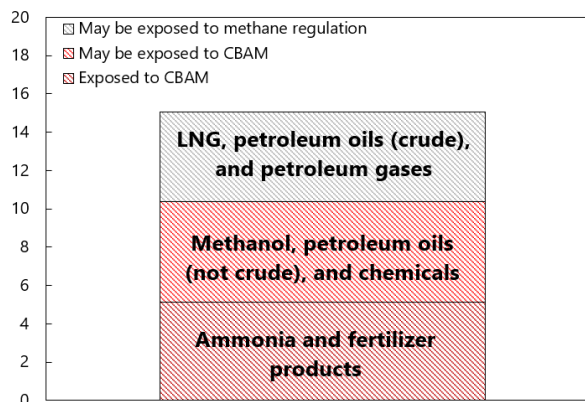 20
18
16
14
12
10
8
6
4
2
0
May be exposed to methane regulation
May be exposed to CBAM
Exposed to CBAM
LNG, petroleum oils (crude),
and petroleum gases
Methanol, petroleum oils
(not crude), and chemicals
Ammonia and fertilizer
products